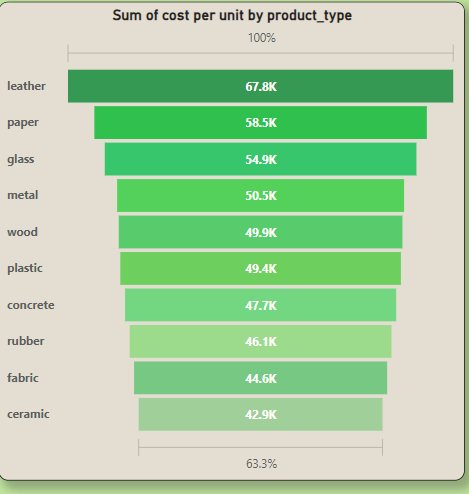 Sum of cost per unit by product_type
100%
leather 67.8K
paper 58.5K
glass 54.9K
metal 50.5K
wood 49.9K
plastic 49.4K
concrete 47.7K
rubber 46.1K
fabric 44.6K
ceramic 42.9K
63.3%